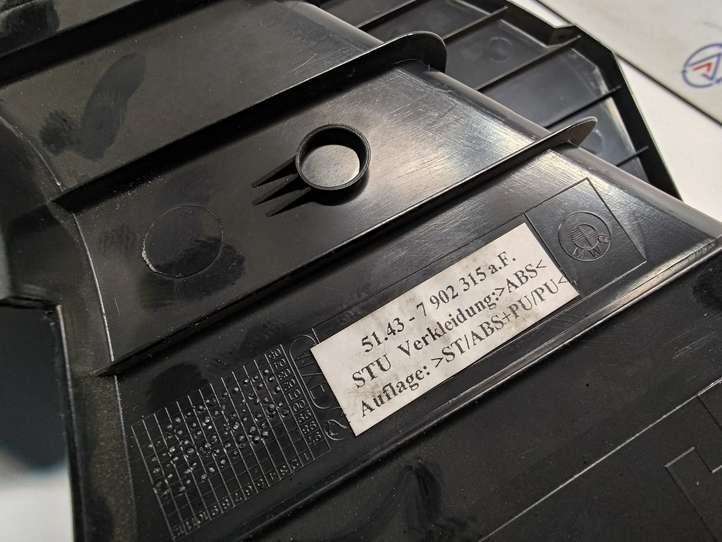 51.43 - 7 902 315 a.F.
STU Verkleidung:>ABS<
Auflage: >ST/ABS+PU/PU<